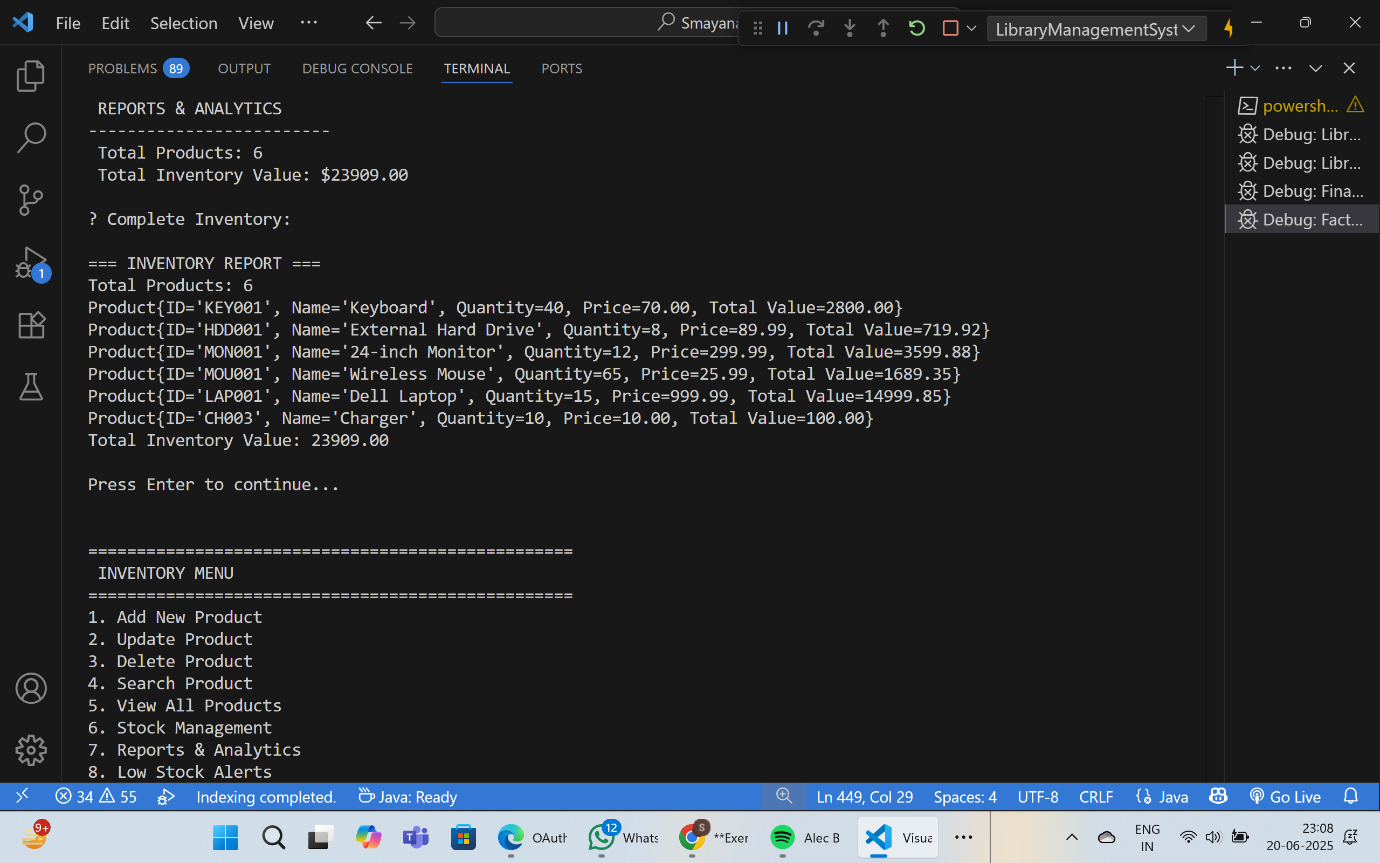 File Edit Selection View ... Smayana LibraryManagementSyst
PROBLEMS 89 OUTPUT DEBUG CONSOLE TERMINAL PORTS
REPORTS & ANALYTICS
-------------------------
Total Products: 6
Total Inventory Value: $23909.00
? Complete Inventory:
=== INVENTORY REPORT ===
Total Products: 6
Product{ID='KEY001', Name='Keyboard', Quantity=40, Price=70.00, Total Value=2800.00}
Product{ID='HDD001', Name='External Hard Drive', Quantity=8, Price=89.99, Total Value=719.92}
Product{ID='MON001', Name='24-inch Monitor', Quantity=12, Price=299.99, Total Value=3599.88}
Product{ID='MOU001', Name='Wireless Mouse', Quantity=65, Price=25.99, Total Value=1689.35}
Product{ID='LAP001', Name='Dell Laptop', Quantity=15, Price=999.99, Total Value=14999.85}
Product{ID='CH003', Name='Charger', Quantity=10, Price=10.00, Total Value=100.00}
Total Inventory Value: 23909.00
Press Enter to continue...
==================================================
INVENTORY MENU
==================================================
1. Add New Product
2. Update Product
3. Delete Product
4. Search Product
5. View All Products
6. Stock Management
7. Reports & Analytics
8. Low Stock Alerts
powersh...
Debug: Libr...
Debug: Libr...
Debug: Fina...
Debug: Fact...
1
34 55 Indexing completed. Java: Ready Ln 449, Col 29 Spaces: 4 UTF-8 CRLF Java Go Live
9+ OAuth 12 Whats S **Exer Alec B Visua ... ENG IN 23:08 20-06-2025